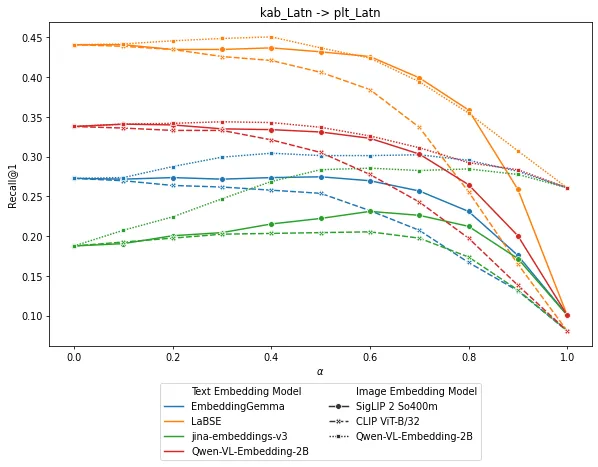 kab_Latn -> plt_Latn
Recall@1
0.45
0.40
0.35
0.30
0.25
0.20
0.15
0.10
0.0
0.2
0.4
0.6
0.8
1.0
α
Text Embedding Model
EmbeddingGemma
LaBSE
jina-embeddings-v3
Qwen-VL-Embedding-2B
Image Embedding Model
SigLIP 2 So400m
CLIP ViT-B/32
Qwen-VL-Embedding-2B